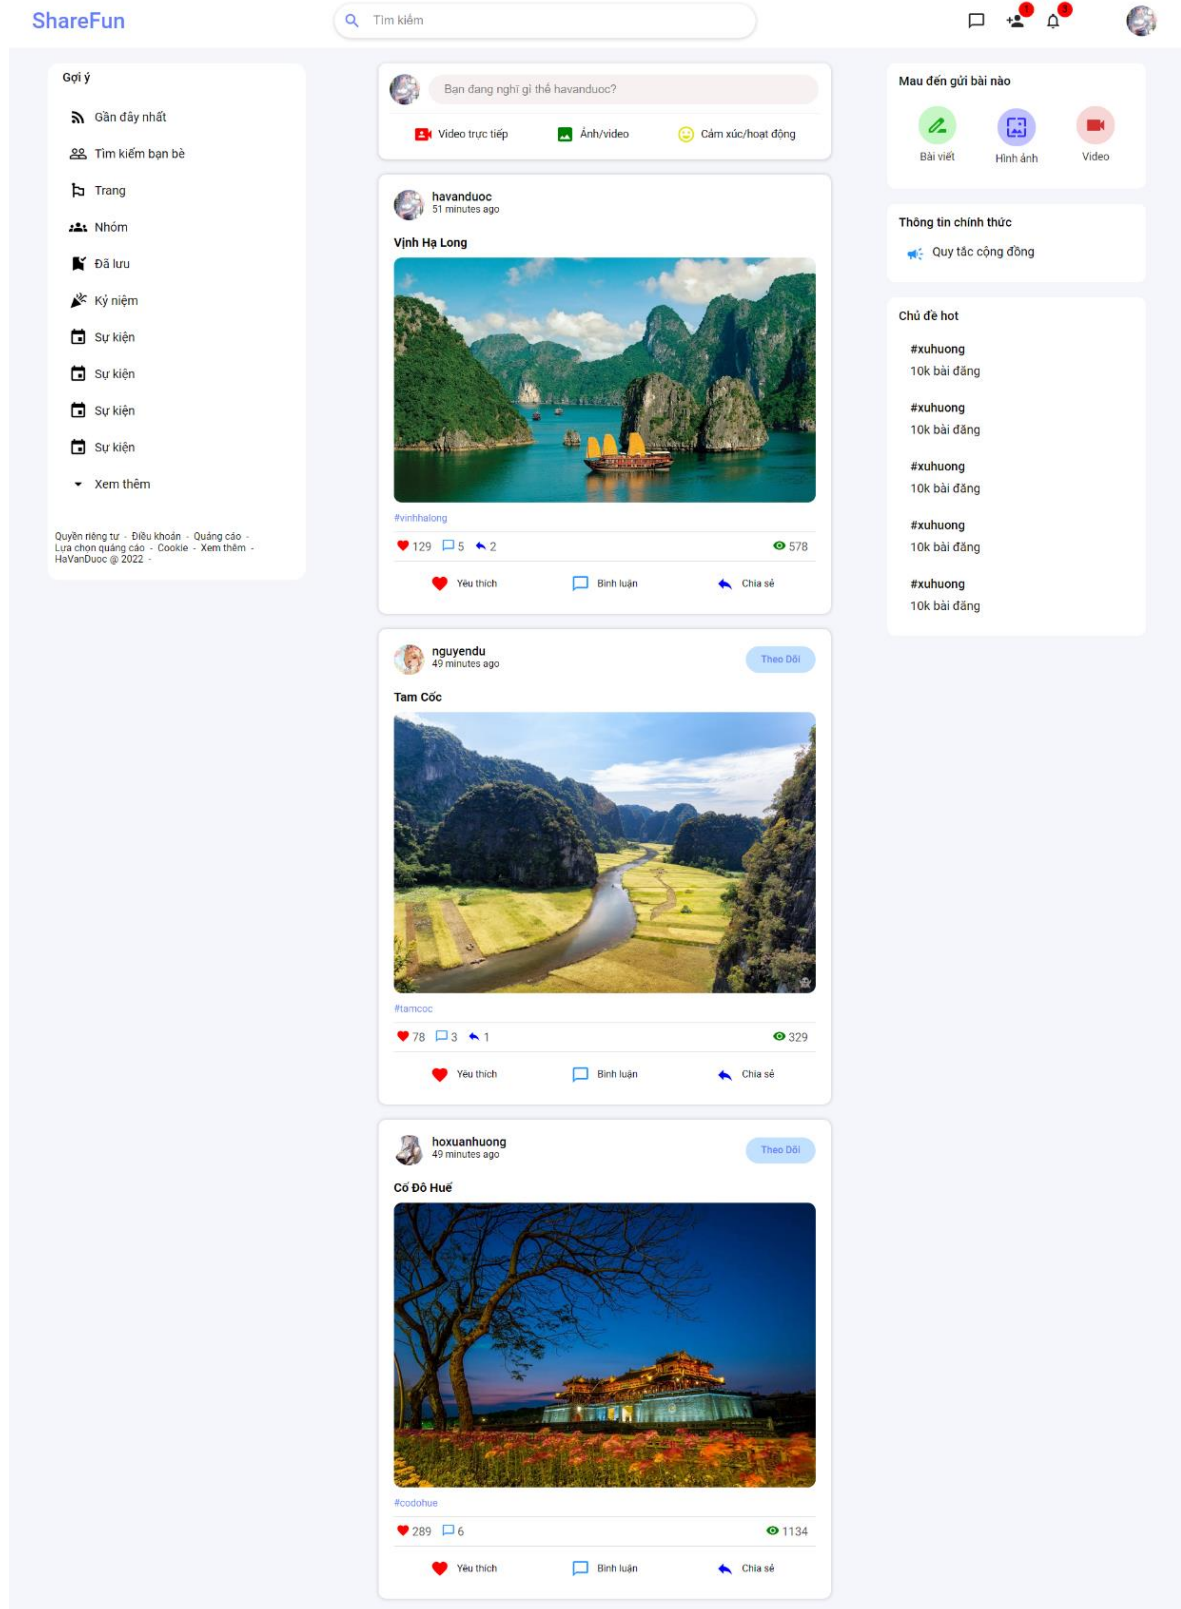 ShareFun
Tìm kiếm
1
3
Gợi ý
Gần đây nhất
Tìm kiếm bạn bè
Trang
Nhóm
Đã lưu
Kỷ niệm
Sự kiện
Sự kiện
Sự kiện
Sự kiện
Xem thêm
Quyền riêng tư - Điều khoản - Quảng cáo -
Lựa chọn quảng cáo - Cookie - Xem thêm -
HaVanDuoc @ 2022 -
Bạn đang nghĩ gì thế havanduoc?
Video trực tiếp
Ảnh/video
Cảm xúc/hoạt động
havanduoc
51 minutes ago
Vịnh Hạ Long
#vinhhalong
129 5 2 578
Yêu thích Bình luận Chia sẻ
nguyendu
49 minutes ago
Theo Dõi
Tam Cốc
#tamcoc
78 3 1 329
Yêu thích Bình luận Chia sẻ
hoxuanhuong
49 minutes ago
Theo Dõi
Cố Đô Huế
#codohue
289 6 1134
Yêu thích Bình luận Chia sẻ
Mau đến gửi bài nào
Bài viết Hình ảnh Video
Thông tin chính thức
Quy tắc cộng đồng
Chủ đề hot
#xuhuong
10k bài đăng
#xuhuong
10k bài đăng
#xuhuong
10k bài đăng
#xuhuong
10k bài đăng
#xuhuong
10k bài đăng